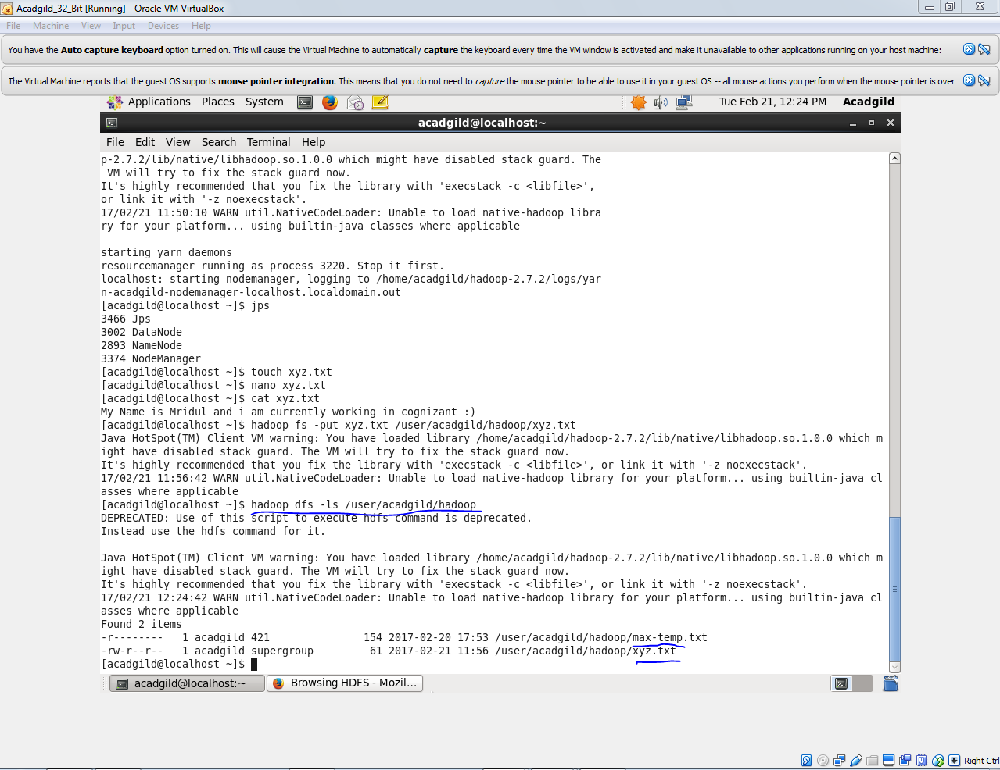 Acadgild_32_Bit [Running] - Oracle VM VirtualBox
File Machine View Input Devices Help
You have the Auto capture keyboard option turned on. This will cause the Virtual Machine to automatically capture the keyboard every time the VM window is activated and make it unavailable to other applications running on your host machine:
The Virtual Machine reports that the guest OS supports mouse pointer integration. This means that you do not need to capture the mouse pointer to be able to use it in your guest OS -- all mouse actions you perform when the mouse pointer is over
Applications Places System Tue Feb 21, 12:24 PM Acadgild
acadgild@localhost:~
File Edit View Search Terminal Help
p-2.7.2/lib/native/libhadoop.so.1.0.0 which might have disabled stack guard. The
VM will try to fix the stack guard now.
It's highly recommended that you fix the library with 'execstack -c <libfile>',
or link it with '-z noexecstack'.
17/02/21 11:50:10 WARN util.NativeCodeLoader: Unable to load native-hadoop libra
ry for your platform... using builtin-java classes where applicable
starting yarn daemons
resourcemanager running as process 3220. Stop it first.
localhost: starting nodemanager, logging to /home/acadgild/hadoop-2.7.2/logs/yar
n-acadgild-nodemanager-localhost.localdomain.out
[acadgild@localhost ~]$ jps
3466 Jps
3002 DataNode
2893 NameNode
3374 NodeManager
[acadgild@localhost ~]$ touch xyz.txt
[acadgild@localhost ~]$ nano xyz.txt
[acadgild@localhost ~]$ cat xyz.txt
My Name is Mridul and i am currently working in cognizant :)
[acadgild@localhost ~]$ hadoop fs -put xyz.txt /user/acadgild/hadoop/xyz.txt
Java HotSpot(TM) Client VM warning: You have loaded library /home/acadgild/hadoop-2.7.2/lib/native/libhadoop.so.1.0.0 which m
ight have disabled stack guard. The VM will try to fix the stack guard now.
It's highly recommended that you fix the library with 'execstack -c <libfile>', or link it with '-z noexecstack'.
17/02/21 11:56:42 WARN util.NativeCodeLoader: Unable to load native-hadoop library for your platform... using builtin-java cl
asses where applicable
[acadgild@localhost ~]$ hadoop dfs -ls /user/acadgild/hadoop
DEPRECATED: Use of this script to execute hdfs command is deprecated.
Instead use the hdfs command for it.
Java HotSpot(TM) Client VM warning: You have loaded library /home/acadgild/hadoop-2.7.2/lib/native/libhadoop.so.1.0.0 which m
ight have disabled stack guard. The VM will try to fix the stack guard now.
It's highly recommended that you fix the library with 'execstack -c <libfile>', or link it with '-z noexecstack'.
17/02/21 12:24:42 WARN util.NativeCodeLoader: Unable to load native-hadoop library for your platform... using builtin-java cl
asses where applicable
Found 2 items
-r-------- 1 acadgild 421 154 2017-02-20 17:53 /user/acadgild/hadoop/max-temp.txt
-rw-r--r-- 1 acadgild supergroup 61 2017-02-21 11:56 /user/acadgild/hadoop/xyz.txt
[acadgild@localhost ~]$
acadgild@localhost:~ Browsing HDFS - Mozil...
Right Ctrl